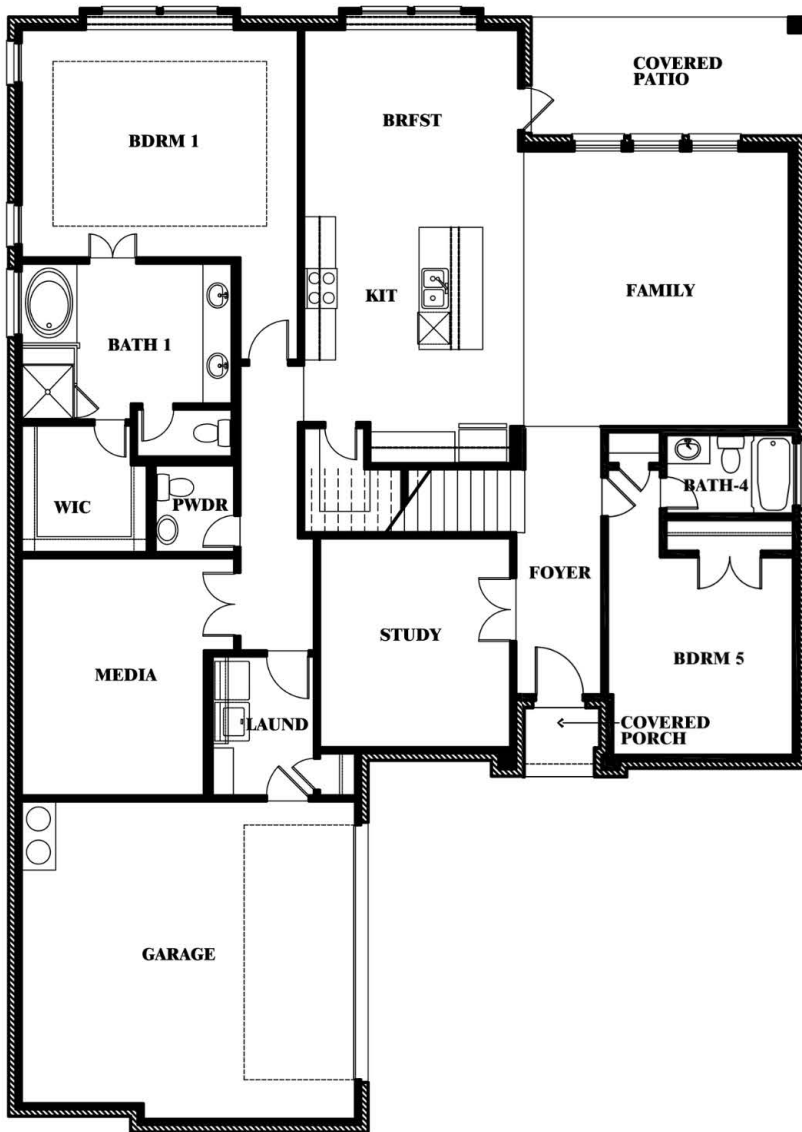 COVERED
PATIO
BRFST
BDRM 1
KIT
FAMILY
BATH 1
WIC
PWDR
BATH-4
FOYER
STUDY
BDRM 5
MEDIA
LAUND
COVERED
PORCH
GARAGE